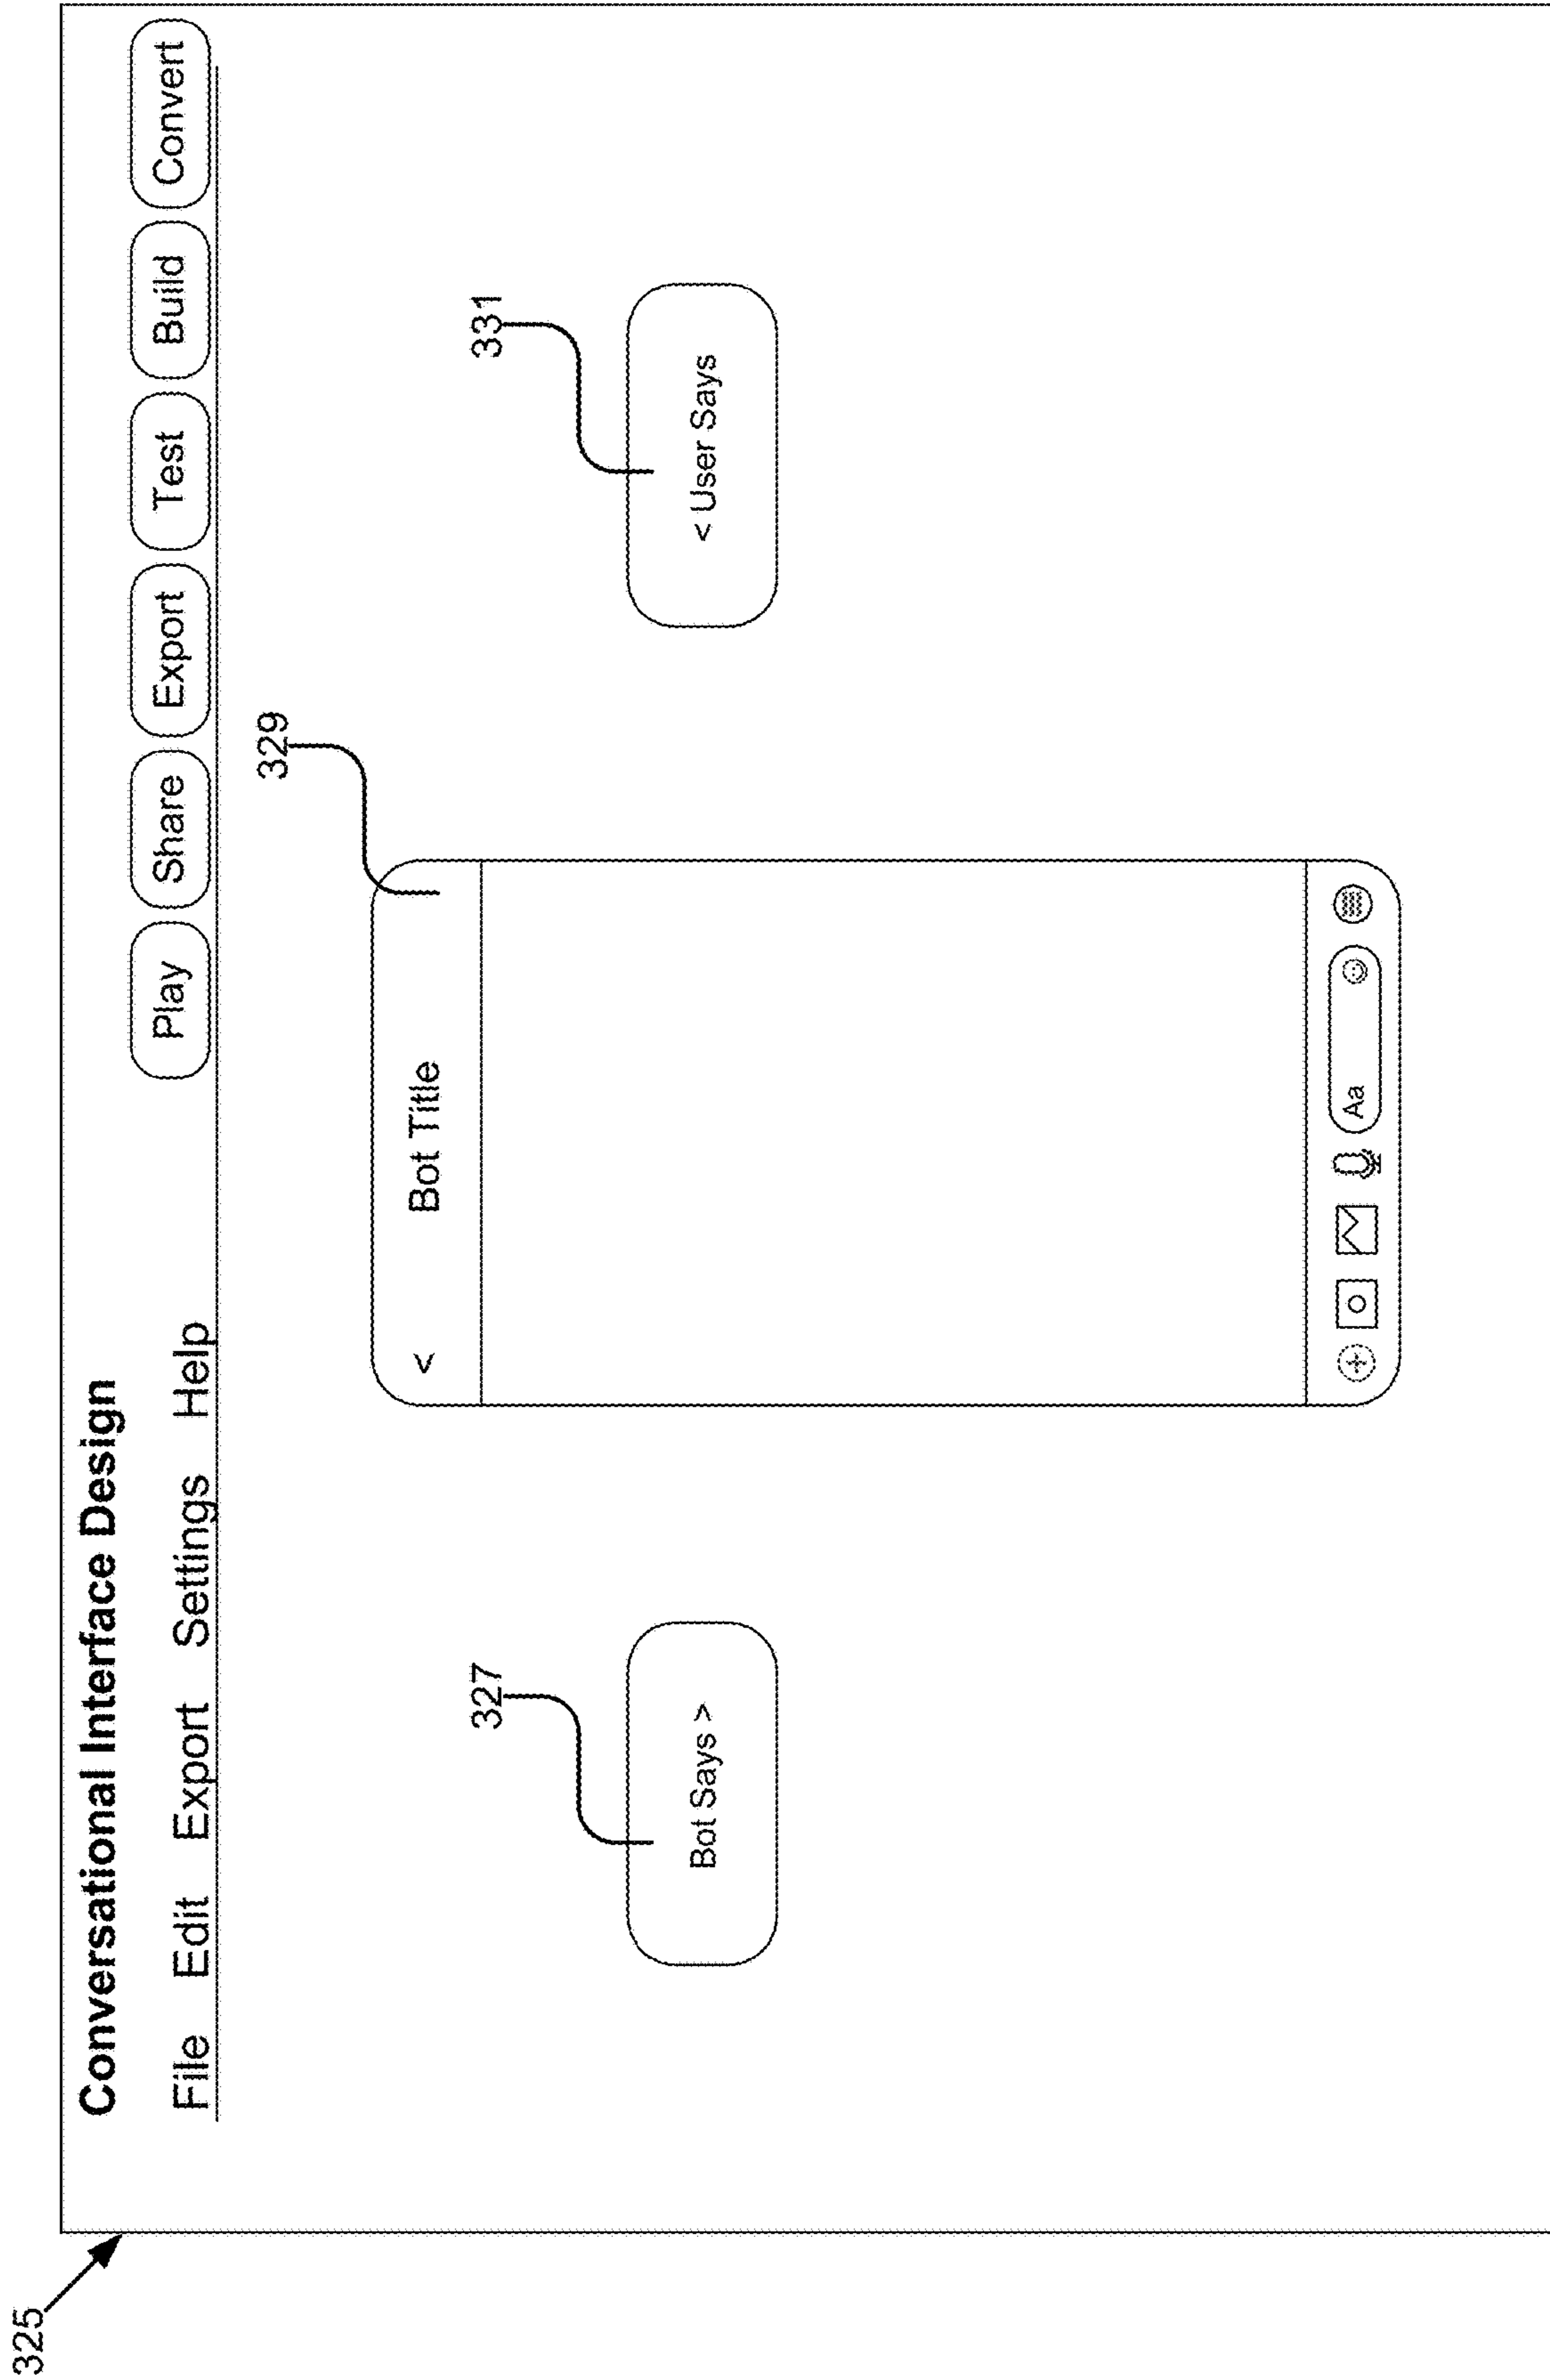 325
Conversational Interface Design
File Edit Export Settings Help
Play Share Export Test Build Convert
329
327
331
< Bot Title
Bot Says >
< User Says
Aa